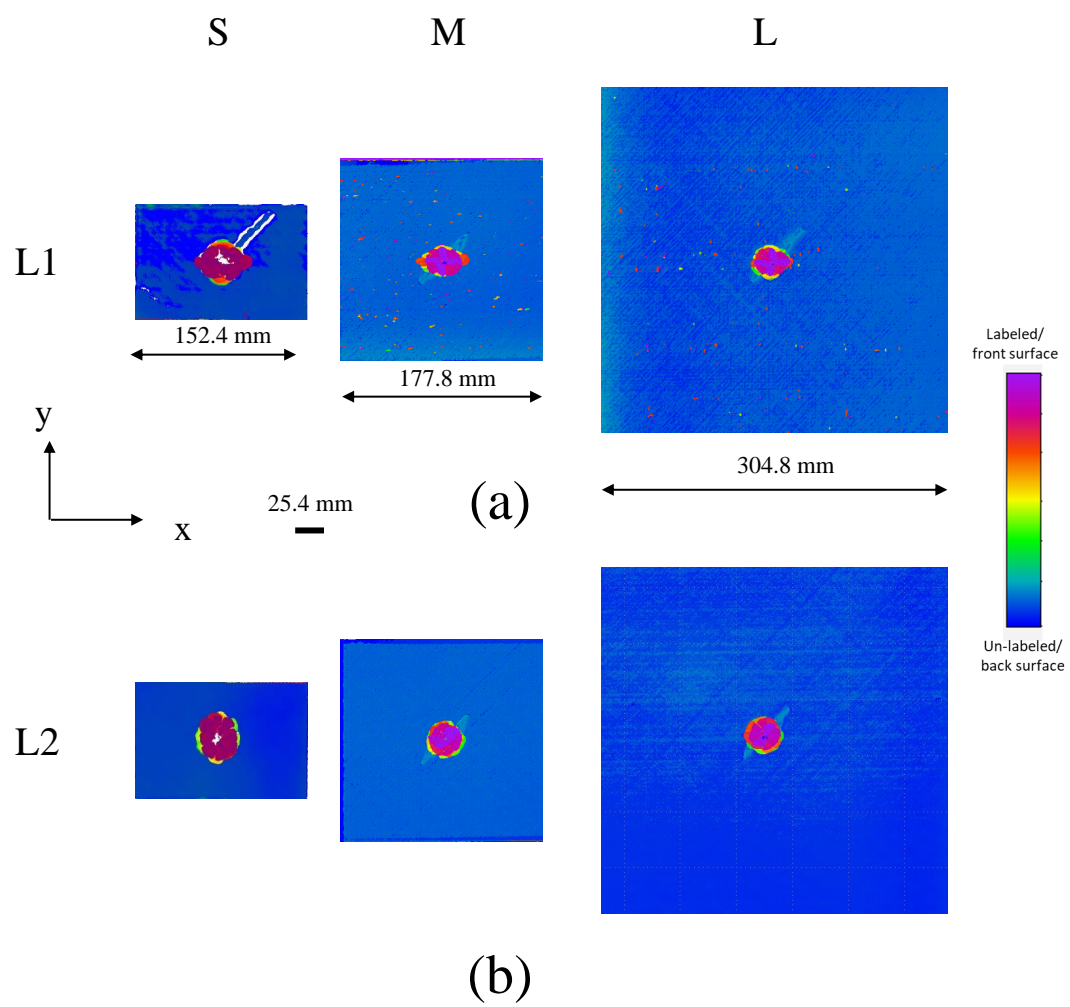 S
M
L
L1
152.4 mm
177.8 mm
304.8 mm
Labeled/
front surface
Un-labeled/
back surface
y
x
25.4 mm
(a)
L2
(b)